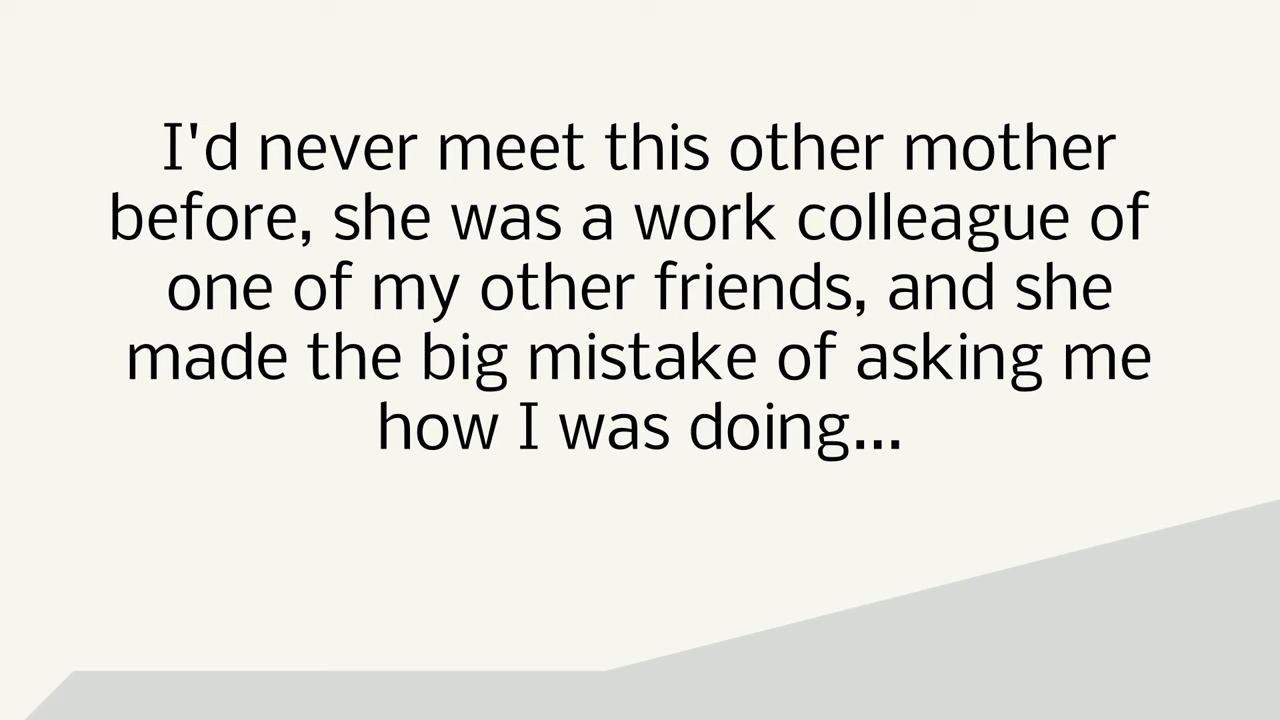 I'd never meet this other mother
before, she was a work colleague of
one of my other friends, and she
made the big mistake of asking me
how I was doing...